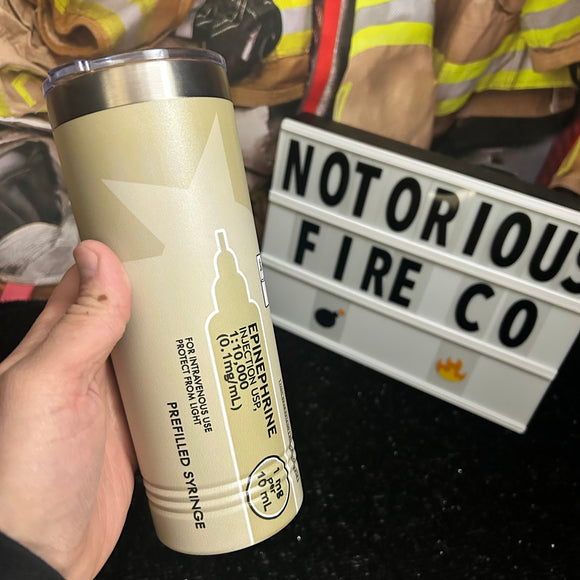 NOTORIOUS
FIRE CO
EPINEPHRINE
INJECTION USP,
1:10,000
(0.1mg/mL)
FOR INTRAVENOUS USE
PROTECT FROM LIGHT
PREFILLED SYRINGE
1 mg
Per
10 mL